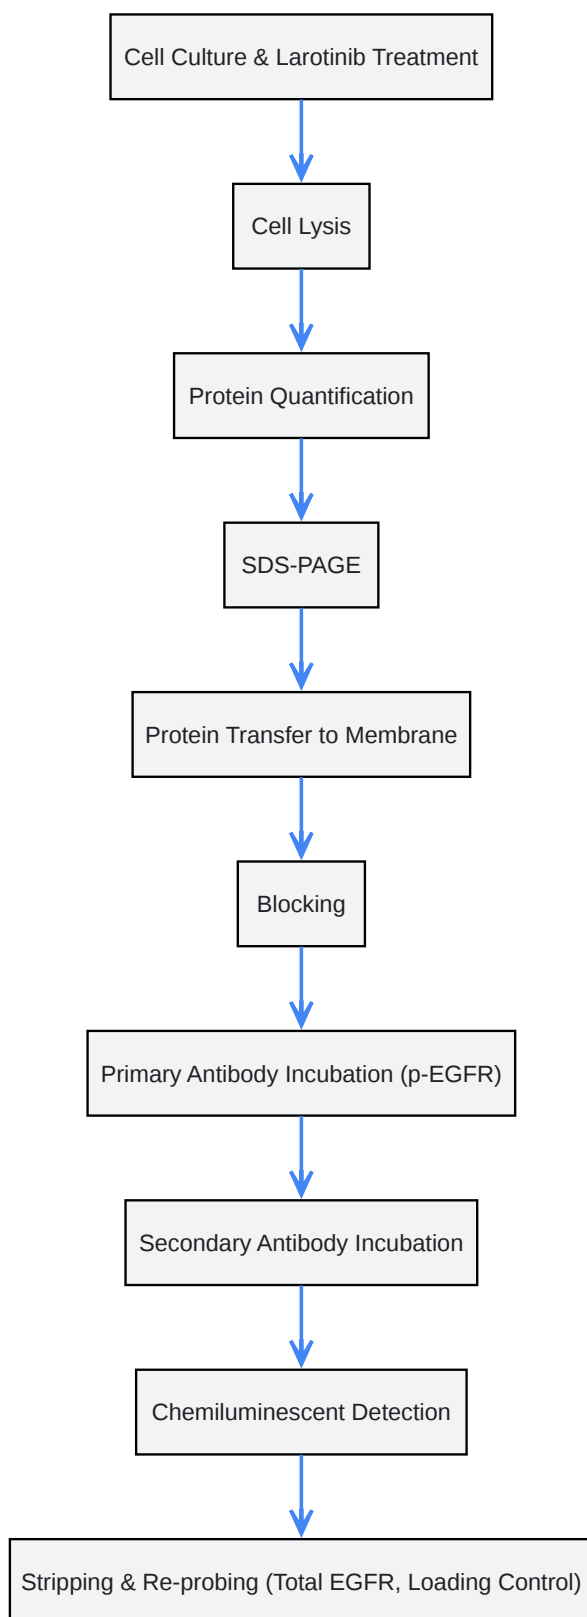 Cell Culture & Larotinib Treatment
Cell Lysis
Protein Quantification
SDS-PAGE
Protein Transfer to Membrane
Blocking
Primary Antibody Incubation (p-EGFR)
Secondary Antibody Incubation
Chemiluminescent Detection
Stripping & Re-probing (Total EGFR, Loading Control)